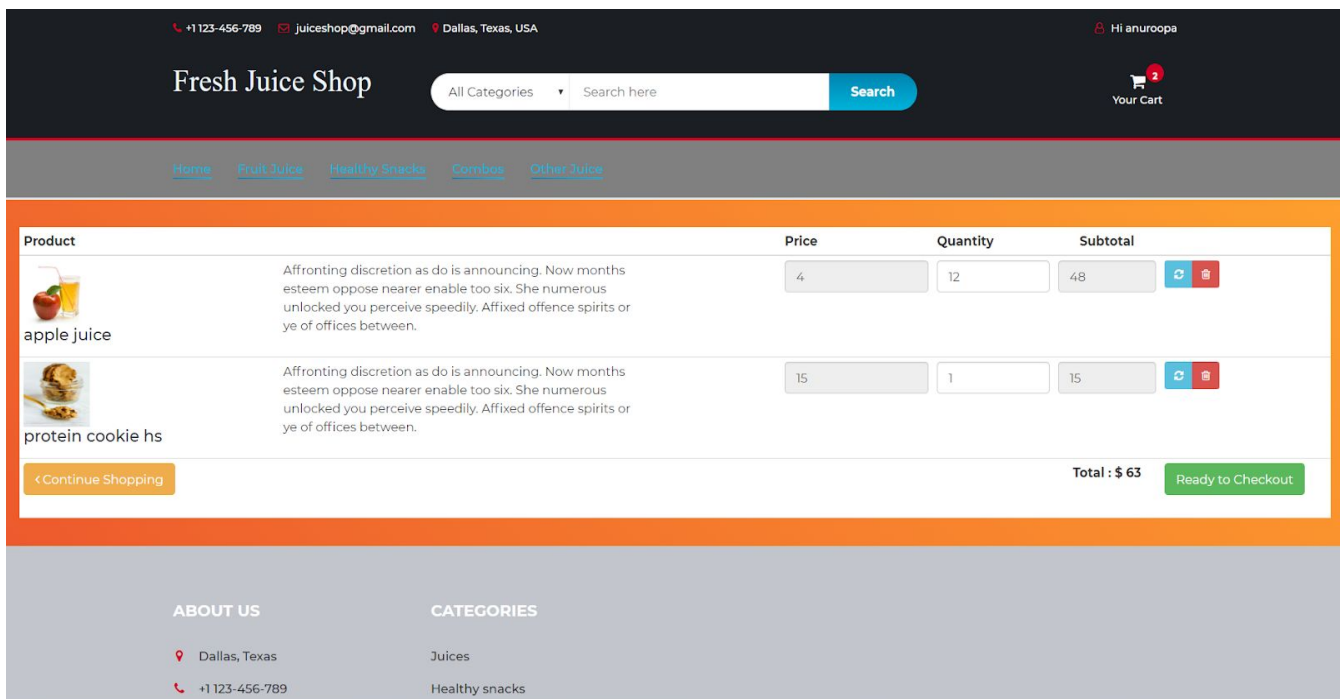 +1 123-456-789 juiceshop@gmail.com Dallas, Texas, USA Hi anuroopa
Fresh Juice Shop All Categories Search here Search 2
Your Cart
Home Fruit Juice Healthy Snacks Combos Other Juice
Product Price Quantity Subtotal
Affronting discretion as do is announcing. Now months
esteem oppose nearer enable too six. She numerous
unlocked you perceive speedily. Affixed offence spirits or
ye of offices between.
4 12 48
apple juice
Affronting discretion as do is announcing. Now months
esteem oppose nearer enable too six. She numerous
unlocked you perceive speedily. Affixed offence spirits or
ye of offices between.
15 1 15
protein cookie hs
Continue Shopping Total : $ 63 Ready to Checkout
ABOUT US CATEGORIES
Dallas, Texas Juices
+1 123-456-789 Healthy snacks